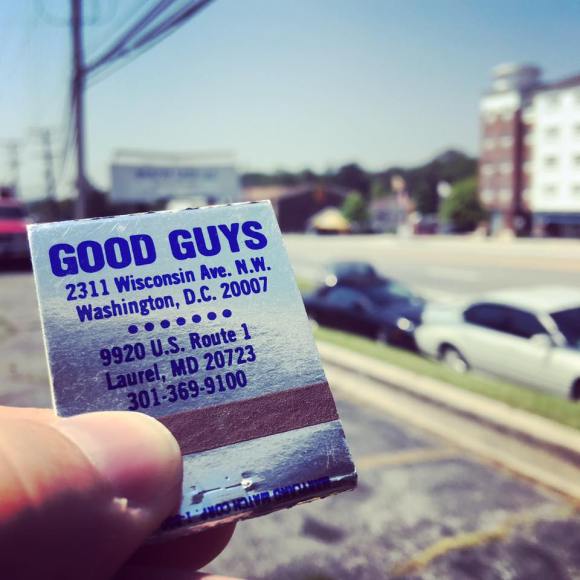 GOOD GUYS
2311 Wisconsin Ave. N.W.
Washington, D.C. 20007
•••••••
9920 U.S. Route 1
Laurel, MD 20723
301-369-9100